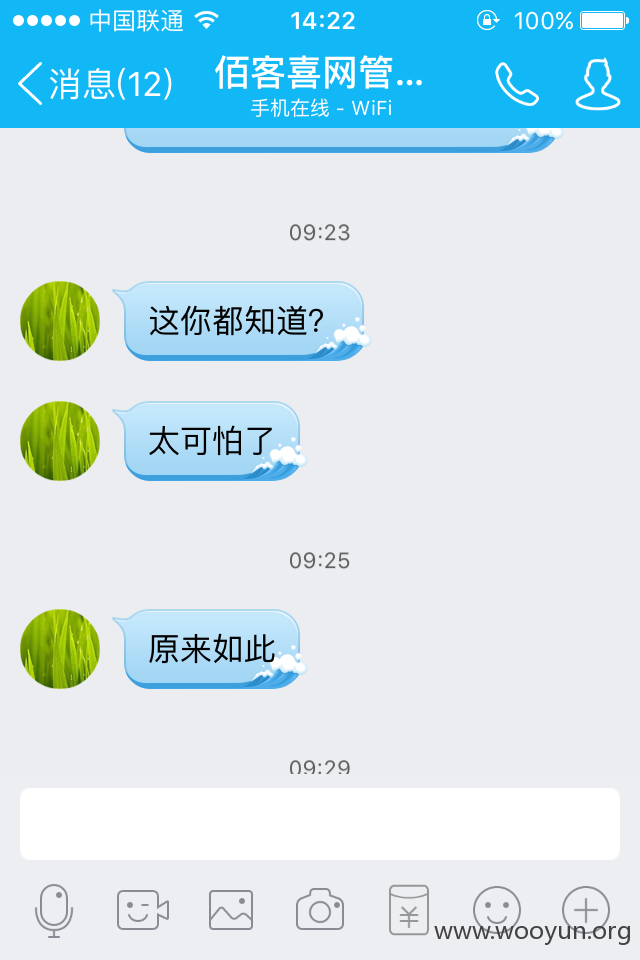 中国联通
14:22
100%
消息(12)
佰客喜网管...
手机在线 - WiFi
09:23
这你都知道?
太可怕了
09:25
原来如此
09:29
www.wooyun.org